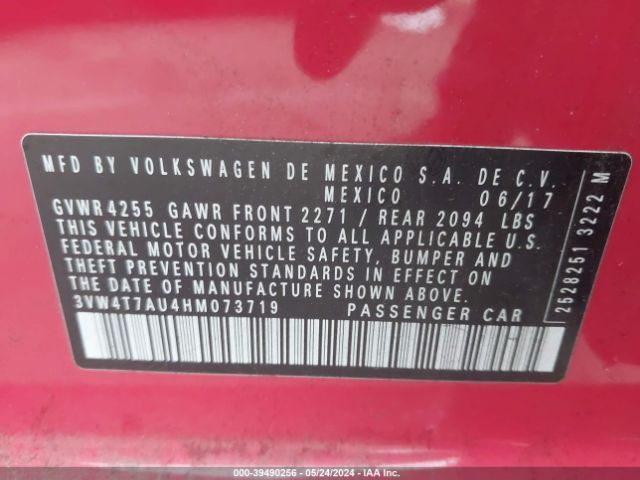 MFD BY VOLKSWAGEN DE MEXICO S.A. DE C.V.
MEXICO 06/17
GVWR 4255 GAWR FRONT 2271 / REAR 2094 LBS
THIS VEHICLE CONFORMS TO ALL APPLICABLE U.S.
FEDERAL MOTOR VEHICLE SAFETY, BUMPER AND
THEFT PREVENTION STANDARDS IN EFFECT ON
THE DATE OF MANUFACTURE SHOWN ABOVE.
3VW4T7AU4HM073719 PASSENGER CAR
2528251 3222 M
000-39490256 - 05/24/2024 - IAA Inc.